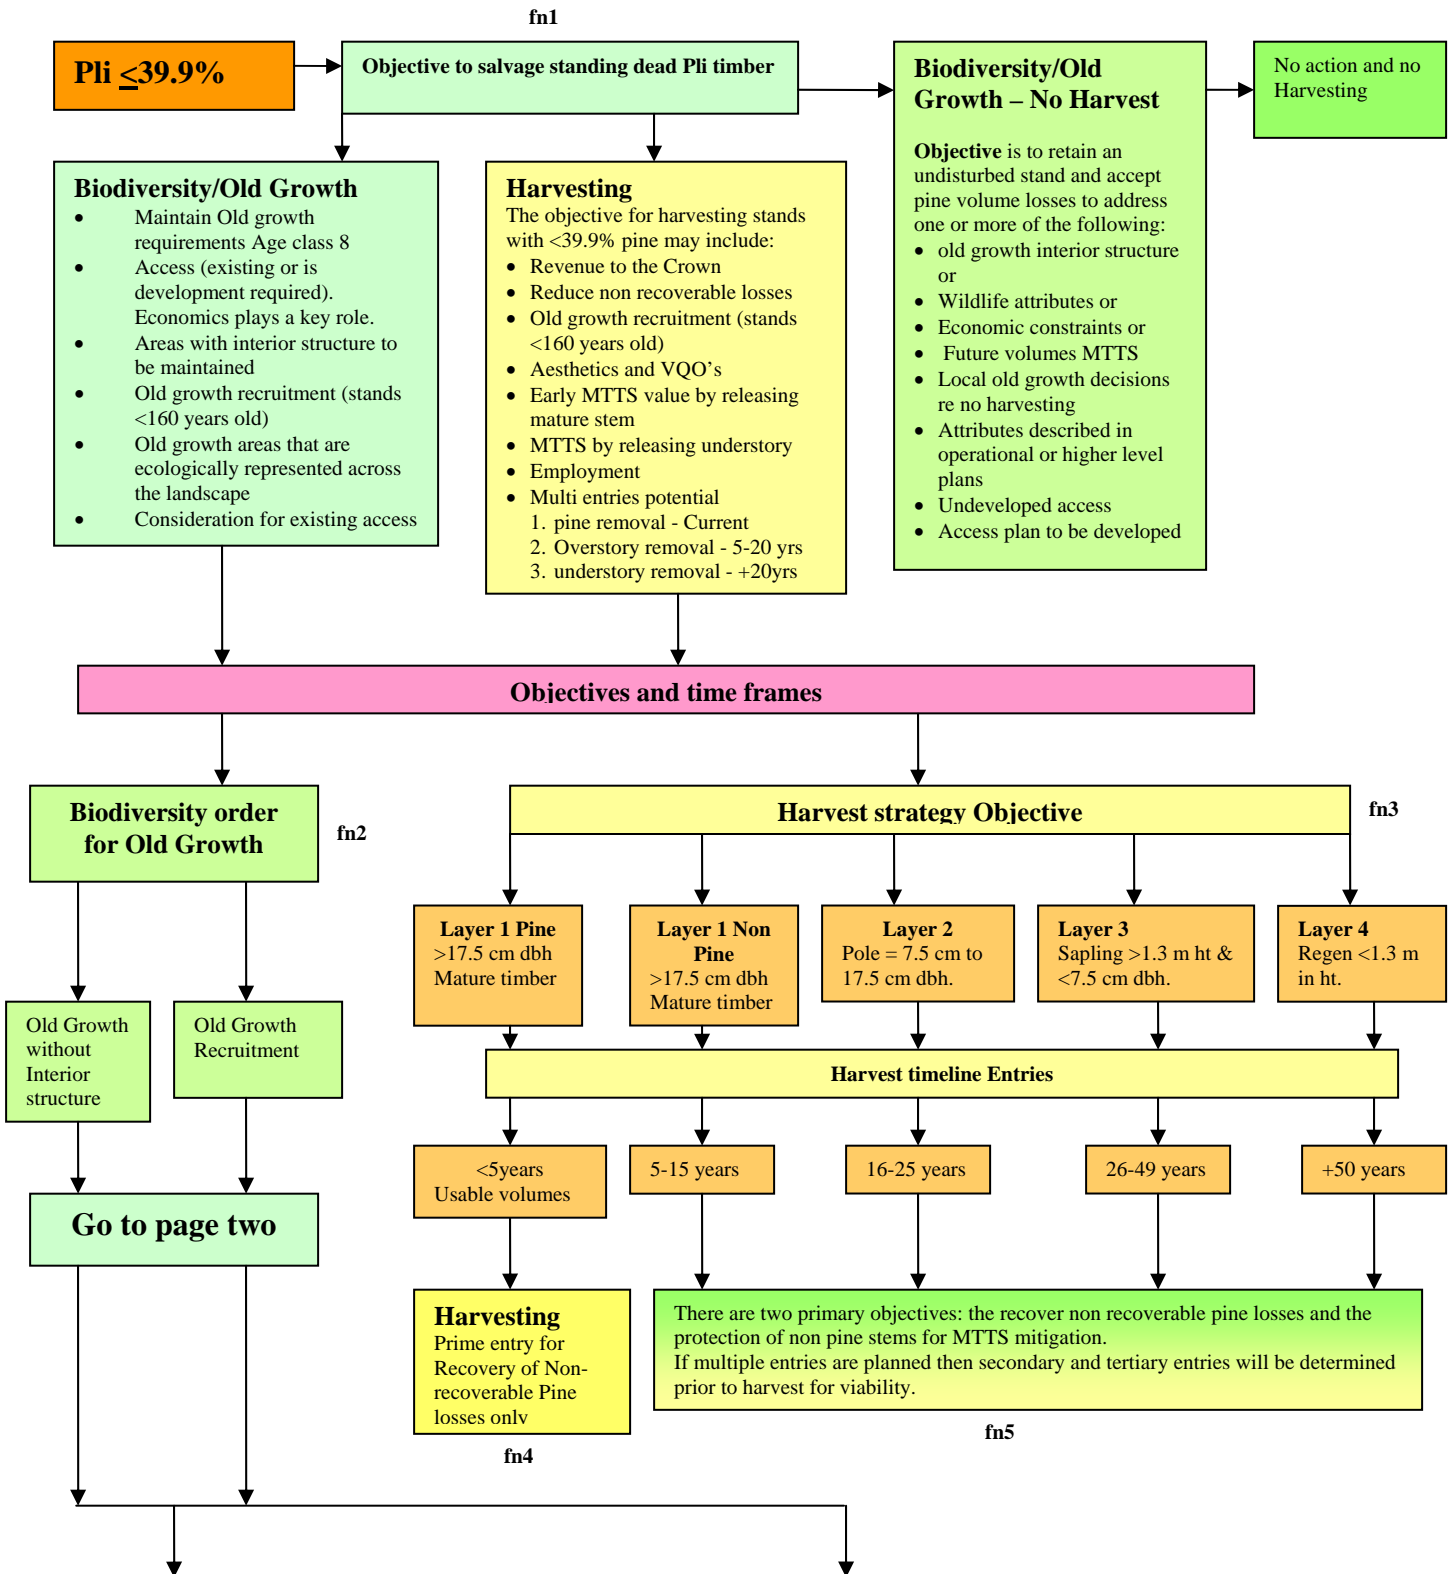 fn1
Pli ≤39.9%
Objective to salvage standing dead Pli timber
Biodiversity/Old
Growth – No Harvest
Objective is to retain an
undisturbed stand and accept
pine volume losses to address
one or more of the following:
• old growth interior structure
or
• Wildlife attributes or
• Economic constraints or
• Future volumes MTTS
• Local old growth decisions
re no harvesting
• Attributes described in
operational or higher level
plans
• Undeveloped access
• Access plan to be developed
No action and no
Harvesting
Biodiversity/Old Growth
• Maintain Old growth
requirements Age class 8
• Access (existing or is
development required).
Economics plays a key role.
• Areas with interior structure to
be maintained
• Old growth recruitment (stands
<160 years old)
• Old growth areas that are
ecologically represented across
the landscape
• Consideration for existing access
Harvesting
The objective for harvesting stands
with <39.9% pine may include:
• Revenue to the Crown
• Reduce non recoverable losses
• Old growth recruitment (stands
<160 years old)
• Aesthetics and VQO's
• Early MTTS value by releasing
mature stem
• MTTS by releasing understory
• Employment
• Multi entries potential
1. pine removal - Current
2. Overstory removal - 5-20 yrs
3. understory removal - +20yrs
Objectives and time frames
Biodiversity order
for Old Growth
fn2
Harvest strategy Objective
fn3
Layer 1 Pine
>17.5 cm dbh
Mature timber
Layer 1 Non
Pine
>17.5 cm dbh
Mature timber
Layer 2
Pole = 7.5 cm to
17.5 cm dbh.
Layer 3
Sapling >1.3 m ht &
<7.5 cm dbh.
Layer 4
Regen <1.3 m
in ht.
Old Growth
without
Interior
structure
Old Growth
Recruitment
Harvest timeline Entries
<5years
Usable volumes
5-15 years
16-25 years
26-49 years
+50 years
Go to page two
Harvesting
Prime entry for
Recovery of Non-
recoverable Pine
losses only
fn4
There are two primary objectives: the recover non recoverable pine losses and the
protection of non pine stems for MTTS mitigation.
If multiple entries are planned then secondary and tertiary entries will be determined
prior to harvest for viability.
fn5